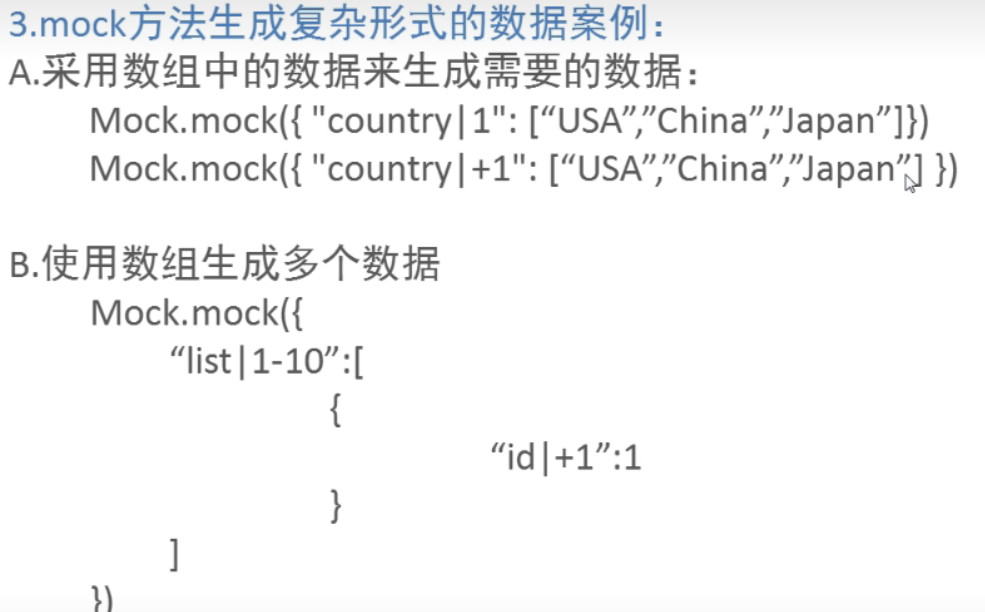 3.mock方法生成复杂形式的数据案例：
A.采用数组中的数据来生成需要的数据：
Mock.mock({ "country|1": [“USA”,”China”,”Japan”]})
Mock.mock({ "country|+1": [“USA”,”China”,”Japan”] })
B.使用数组生成多个数据
Mock.mock({
“list|1-10”:[
{
“id|+1”:1
}
]
})